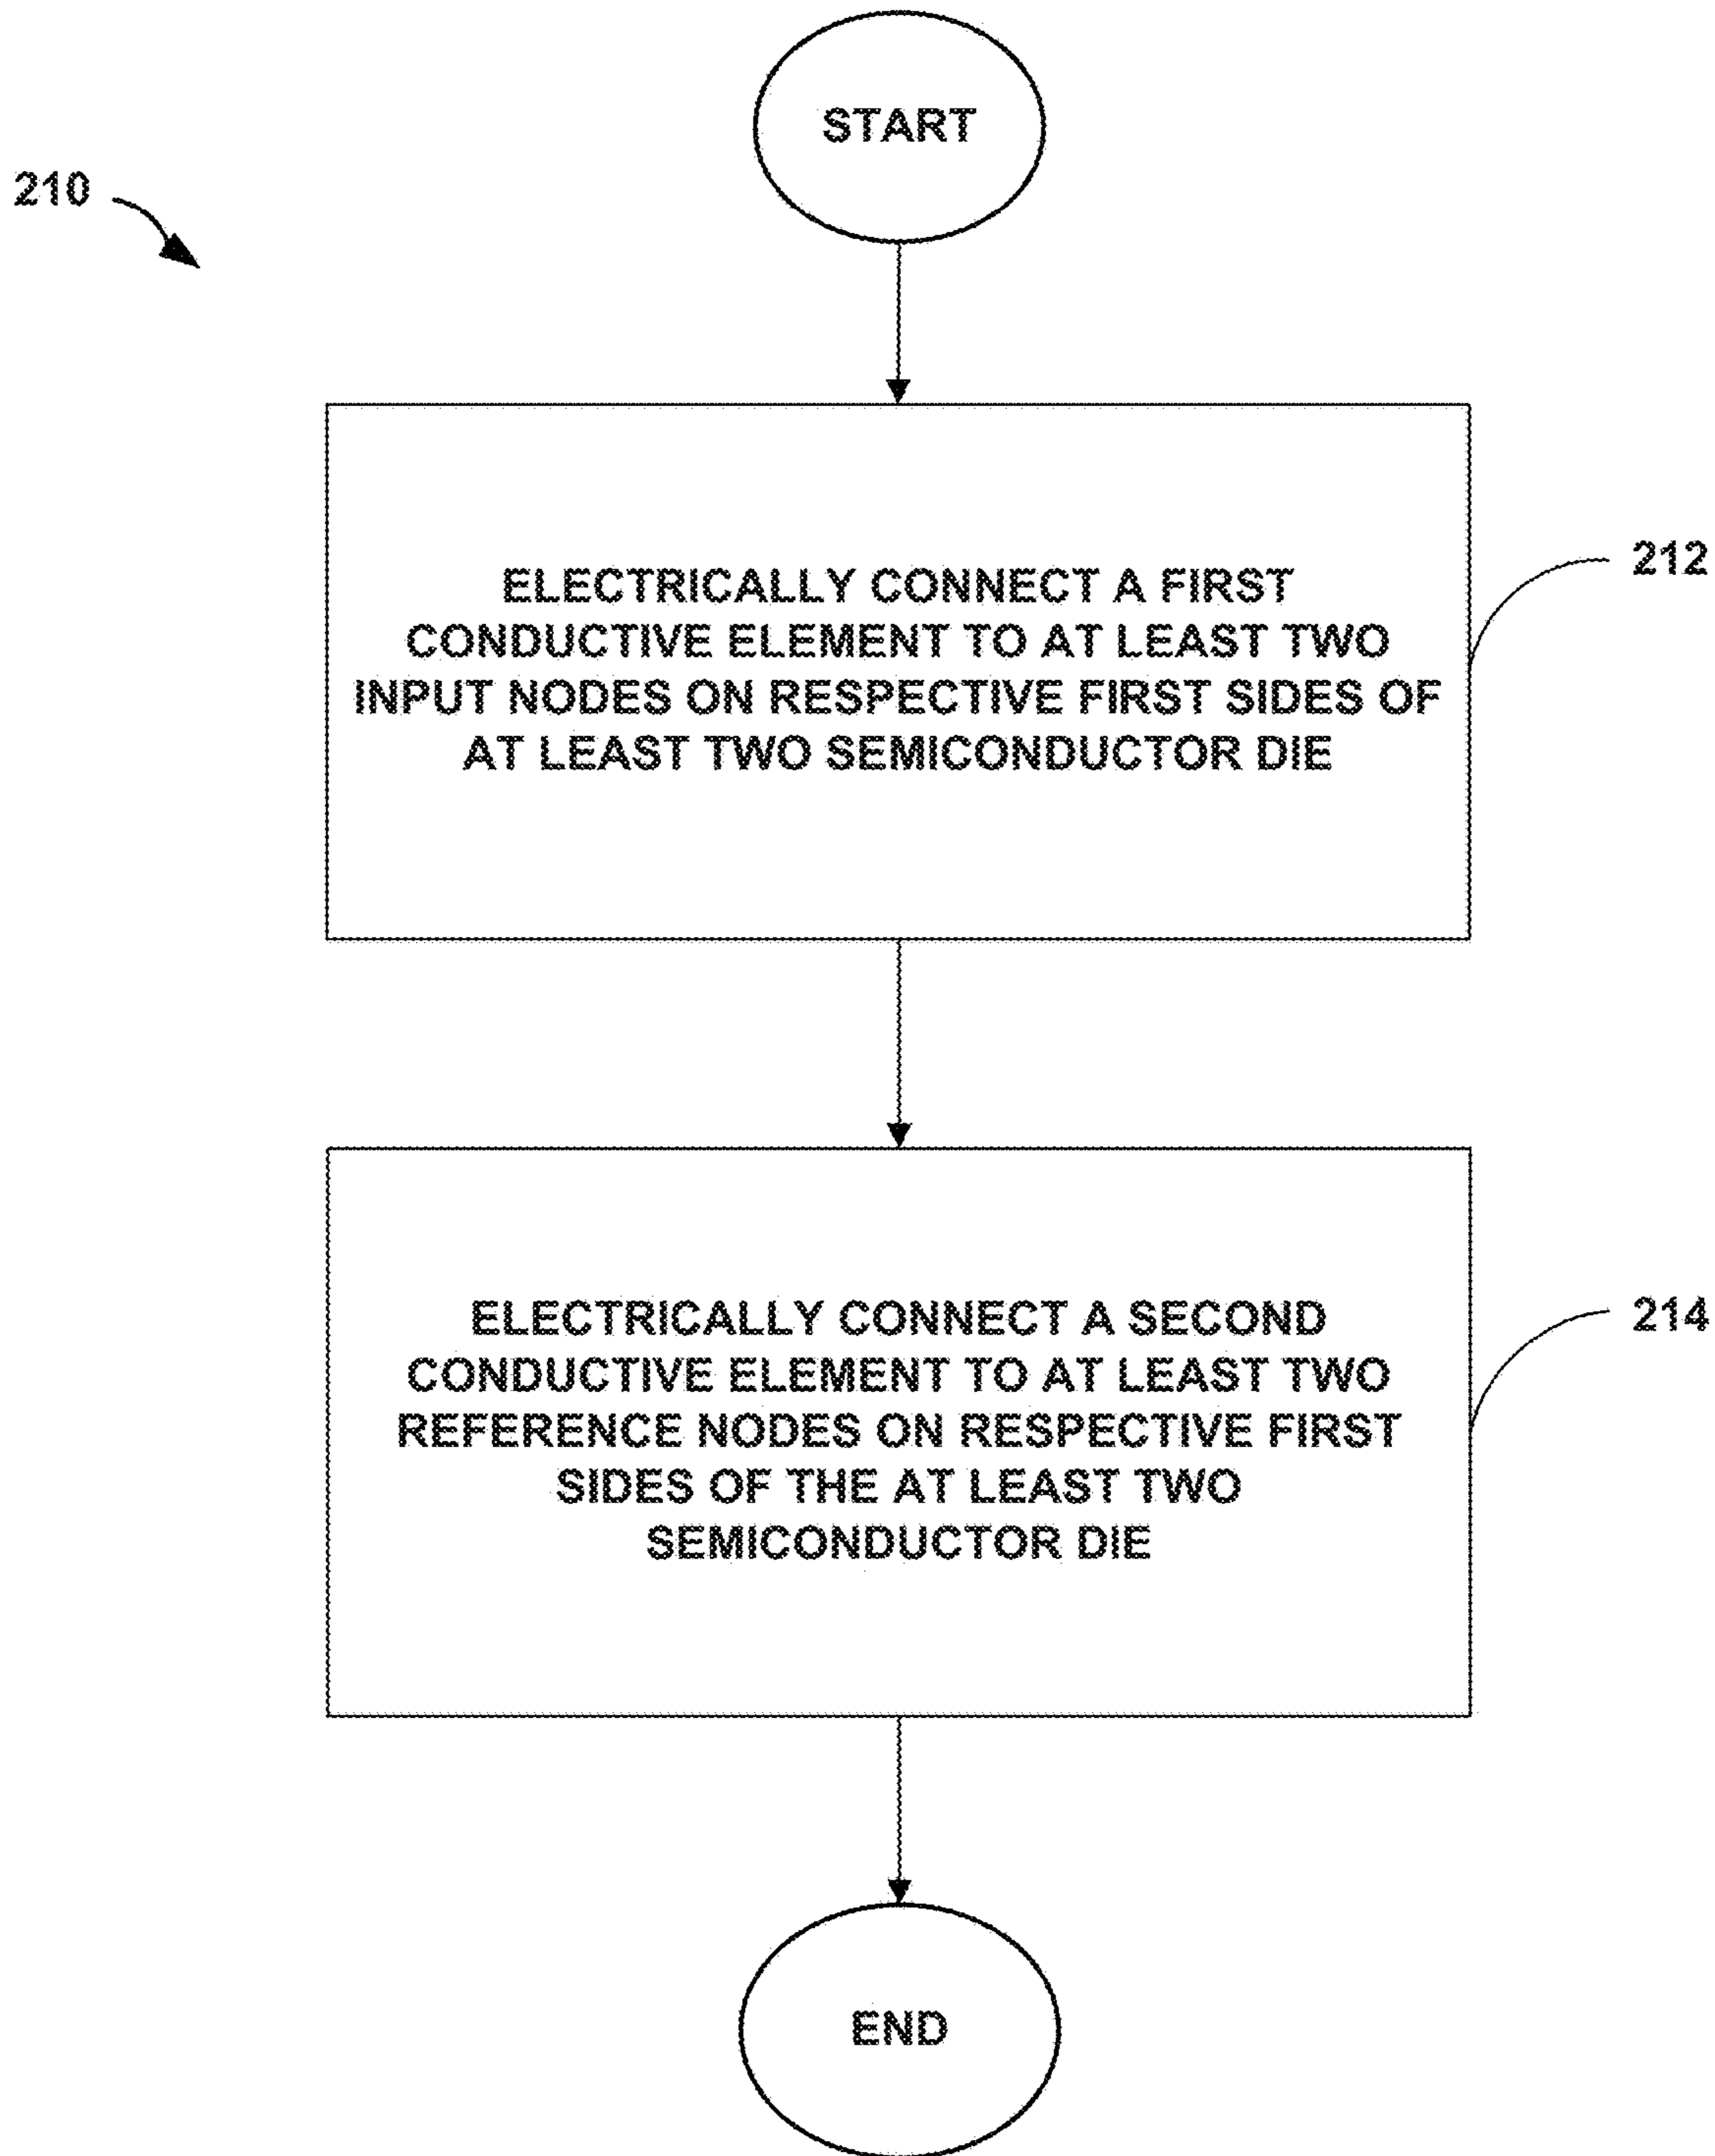 START
210
ELECTRICALLY CONNECT A FIRST
CONDUCTIVE ELEMENT TO AT LEAST TWO
INPUT NODES ON RESPECTIVE FIRST SIDES OF
AT LEAST TWO SEMICONDUCTOR DIE
212
ELECTRICALLY CONNECT A SECOND
CONDUCTIVE ELEMENT TO AT LEAST TWO
REFERENCE NODES ON RESPECTIVE FIRST
SIDES OF THE AT LEAST TWO
SEMICONDUCTOR DIE
214
END